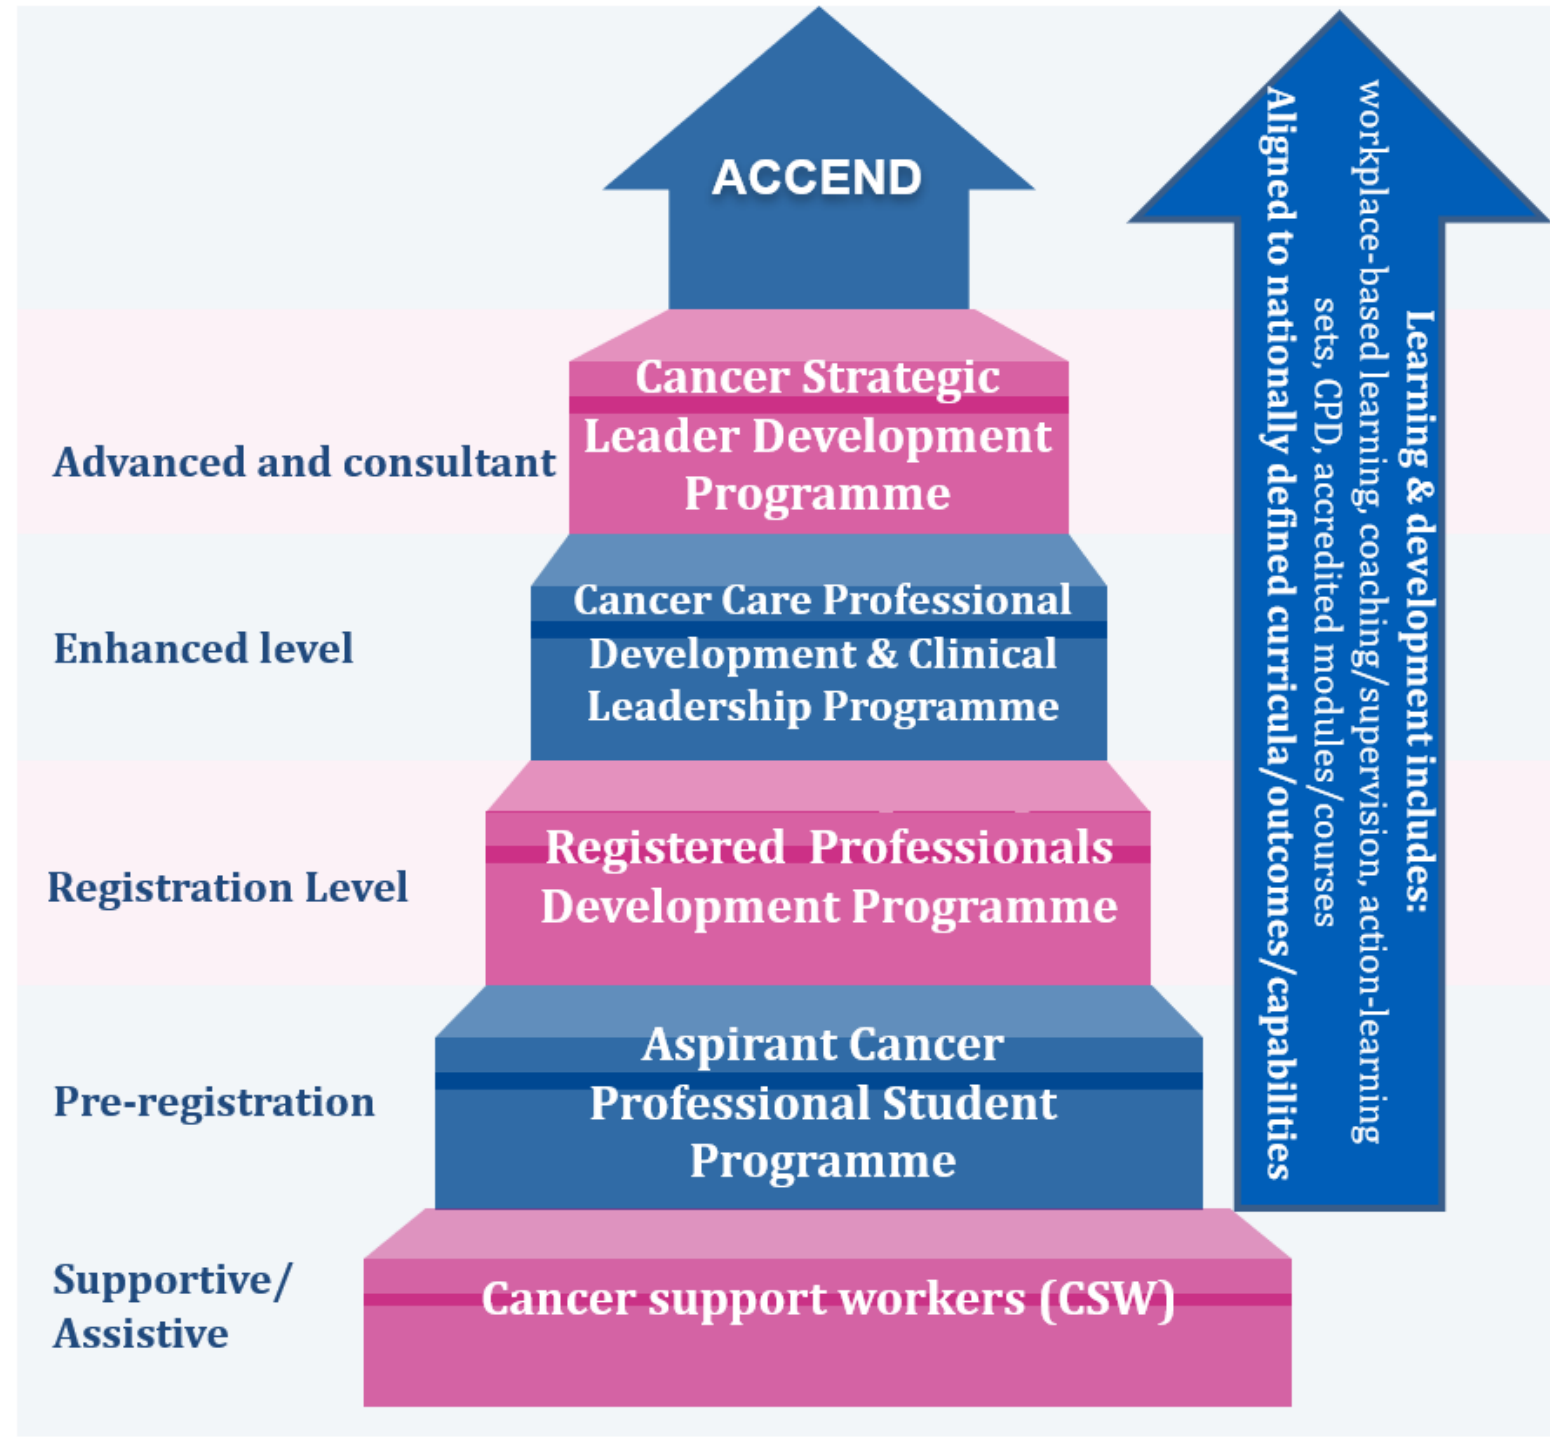 ACCEND
Advanced and consultant
Cancer Strategic
Leader Development
Programme
Enhanced level
Cancer Care Professional
Development & Clinical
Leadership Programme
Registration Level
Registered Professionals
Development Programme
Pre-registration
Aspirant Cancer
Professional Student
Programme
Supportive/
Assistive
Cancer support workers (CSW)
Learning & development includes:
workplace-based learning, coaching/supervision, action-learning
sets, CPD, accredited modules/courses
Aligned to nationally defined curricula/outcomes/capabilities